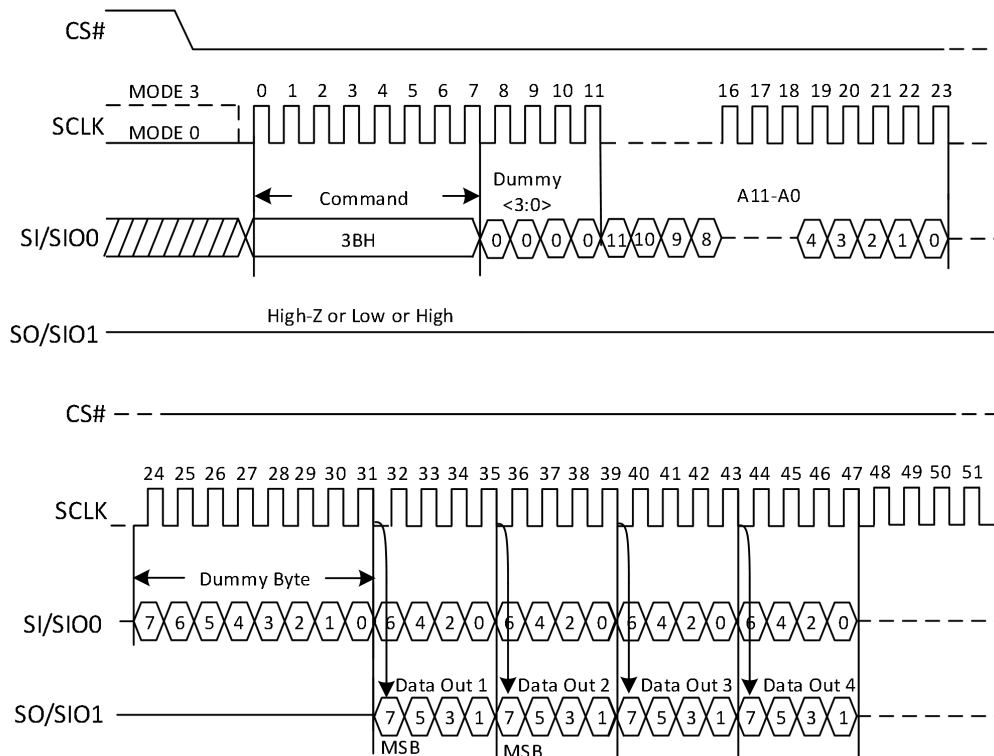 CS#
MODE 3
0 1 2 3 4 5 6 7 8 9 10 11 16 17 18 19 20 21 22 23
SCLK
MODE 0
Dummy
<3:0>
Command
A11-A0
SI/SIO0
3BH
0 0 0 0 11 10 9 8 4 3 2 1 0
High-Z or Low or High
SO/SIO1
CS#
24 25 26 27 28 29 30 31 32 33 34 35 36 37 38 39 40 41 42 43 44 45 46 47 48 49 50 51
SCLK
Dummy Byte
SI/SIO0
7 6 5 4 3 2 1 0 6 4 2 0 6 4 2 0 6 4 2 0 6 4 2 0
Data Out 1 Data Out 2 Data Out 3 Data Out 4
SO/SIO1
7 5 3 1 7 5 3 1 7 5 3 1 7 5 3 1
MSB MSB